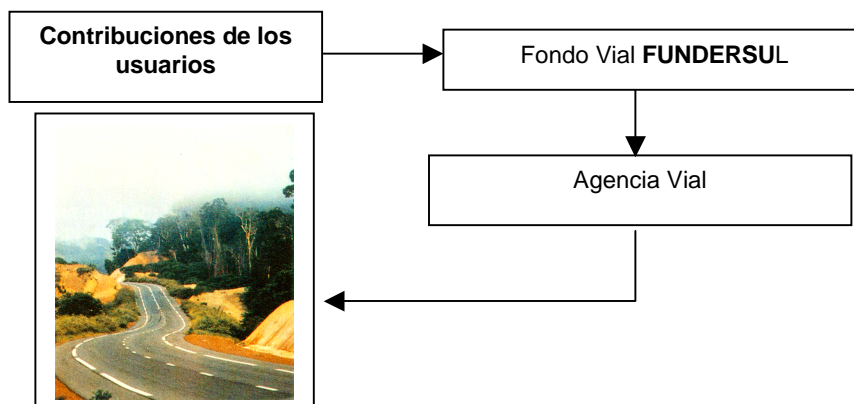 Contribuciones de los
usuarios
Fondo Vial FUNDERSUL
Agencia Vial